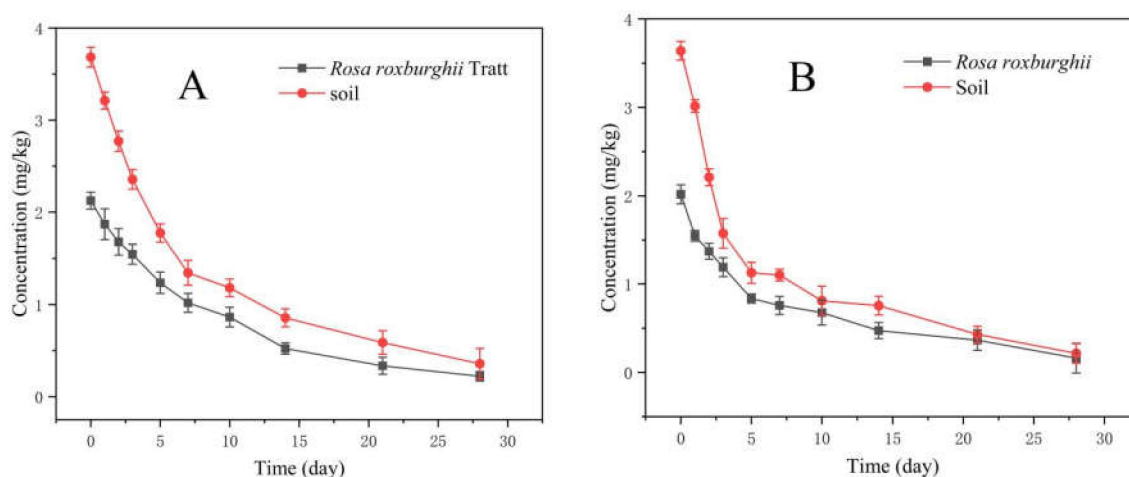 A
Rosa roxburghii Tratt
soil
Concentration (mg/kg)
4
3
2
1
0
0 5 10 15 20 25 30
Time (day)
B
Rosa roxburghii
Soil
Concentration (mg/kg)
4
3
2
1
0
0 5 10 15 20 25 30
Time (day)